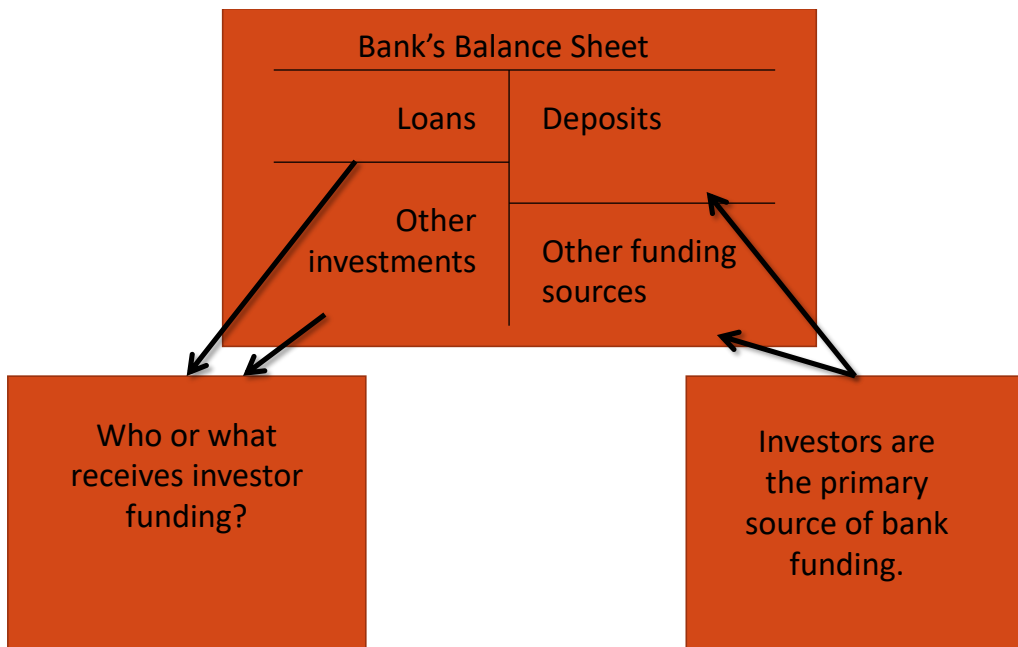 Bank’s Balance Sheet
Loans
Deposits
Other
investments
Other funding
sources
Who or what
receives investor
funding?
Investors are
the primary
source of bank
funding.